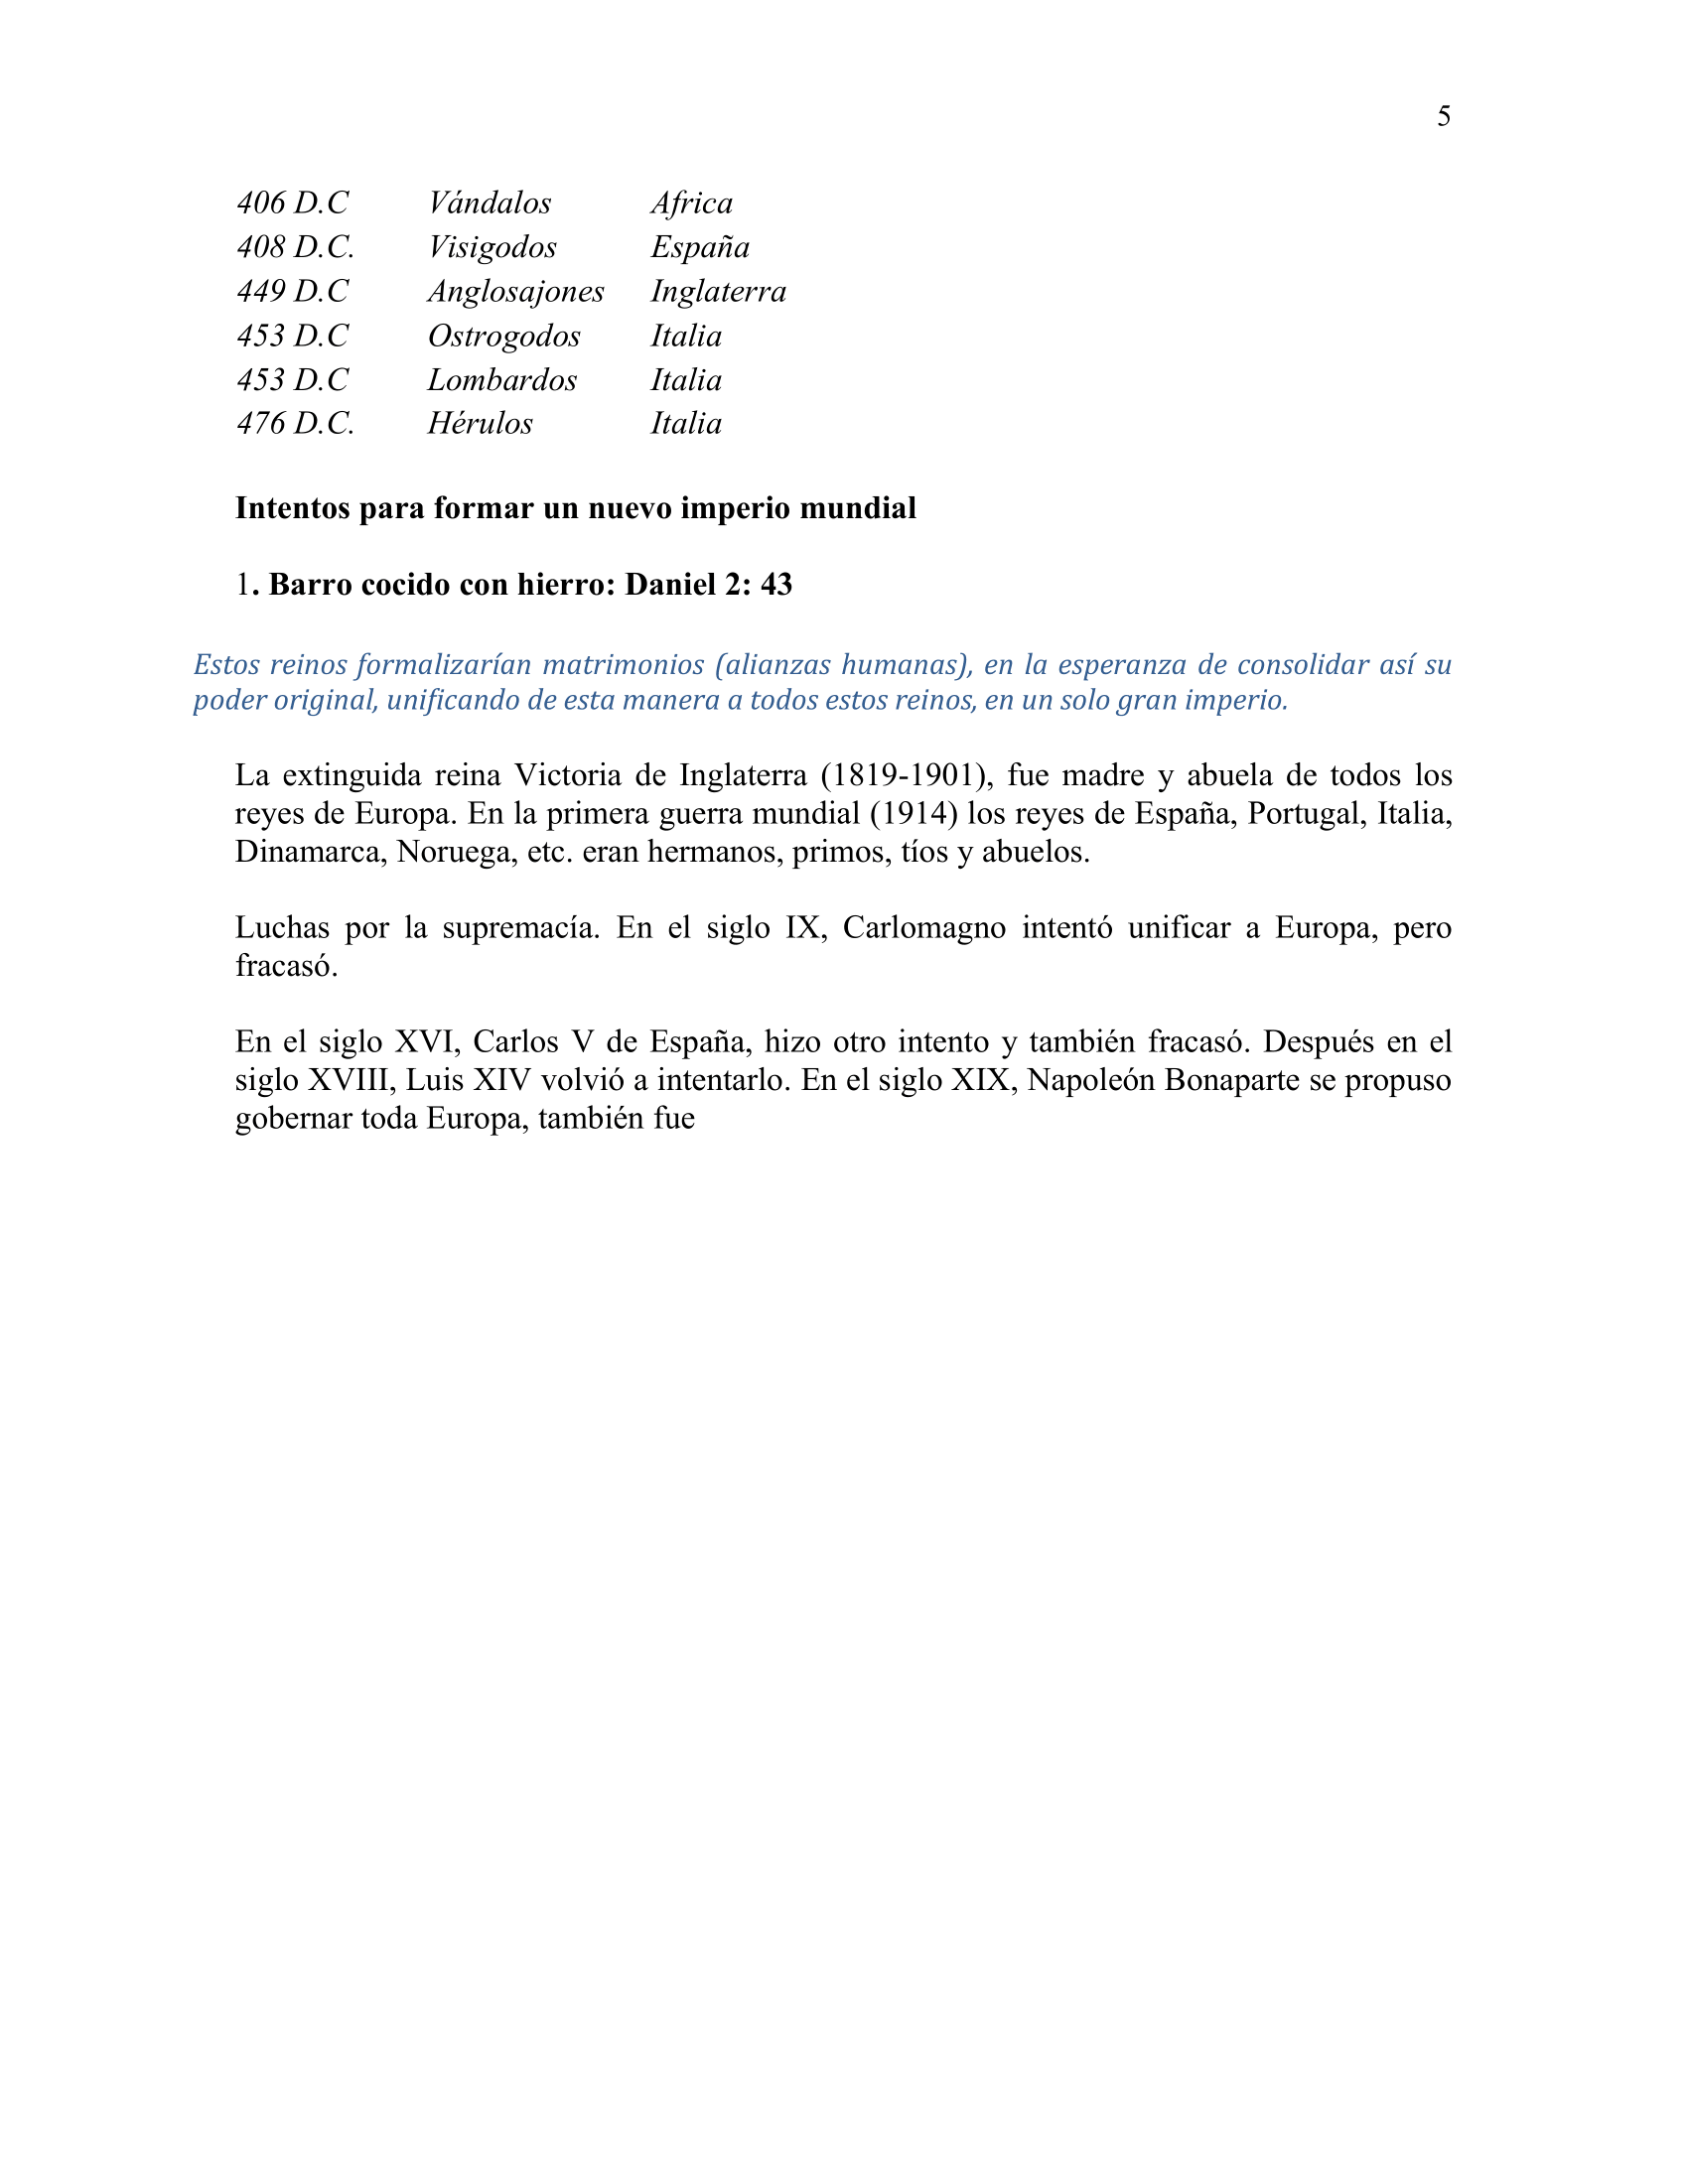 5
406 D.C Vándalos Africa
408 D.C. Visigodos España
449 D.C Anglosajones Inglaterra
453 D.C Ostrogodos Italia
453 D.C Lombardos Italia
476 D.C. Hérulos Italia
Intentos para formar un nuevo imperio mundial
1. Barro cocido con hierro: Daniel 2: 43
Estos reinos formalizarían matrimonios (alianzas humanas), en la esperanza de consolidar así su
poder original, unificando de esta manera a todos estos reinos, en un solo gran imperio.
La extinguida reina Victoria de Inglaterra (1819-1901), fue madre y abuela de todos los
reyes de Europa. En la primera guerra mundial (1914) los reyes de España, Portugal, Italia,
Dinamarca, Noruega, etc. eran hermanos, primos, tíos y abuelos.
Luchas por la supremacía. En el siglo IX, Carlomagno intentó unificar a Europa, pero
fracasó.
En el siglo XVI, Carlos V de España, hizo otro intento y también fracasó. Después en el
siglo XVIII, Luis XIV volvió a intentarlo. En el siglo XIX, Napoleón Bonaparte se propuso
gobernar toda Europa, también fue